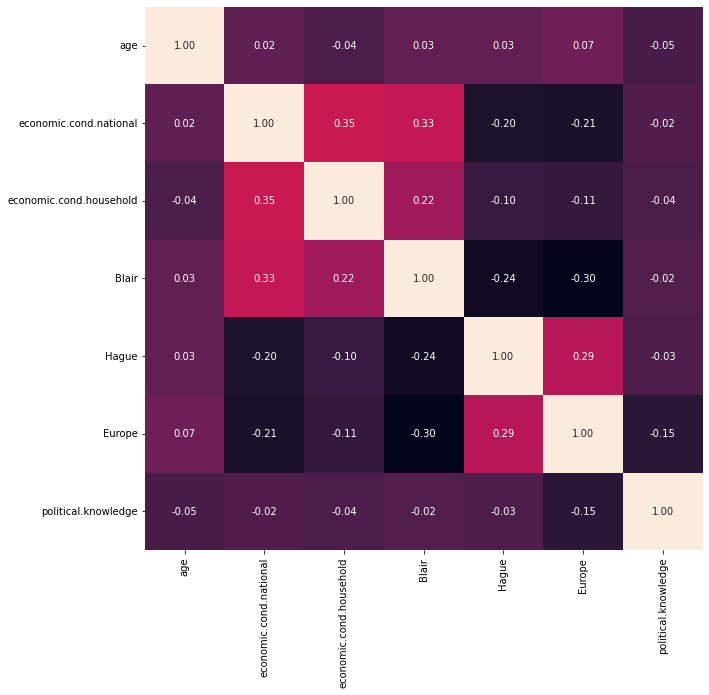 age 1.00 0.02 -0.04 0.03 0.03 0.07 -0.05
economic.cond.national 0.02 1.00 0.35 0.33 -0.20 -0.21 -0.02
economic.cond.household -0.04 0.35 1.00 0.22 -0.10 -0.11 -0.04
Blair 0.03 0.33 0.22 1.00 -0.24 -0.30 -0.02
Hague 0.03 -0.20 -0.10 -0.24 1.00 0.29 -0.03
Europe 0.07 -0.21 -0.11 -0.30 0.29 1.00 -0.15
political.knowledge -0.05 -0.02 -0.04 -0.02 -0.03 -0.15 1.00
age
economic.cond.national
economic.cond.household
Blair
Hague
Europe
political.knowledge